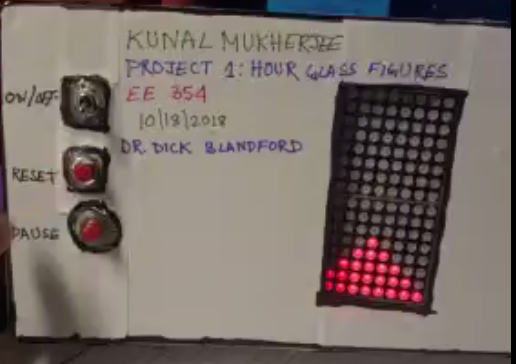 KUNAL MUKHERJEE
PROJECT 1: HOUR GLASS FIGURES
ON/OFF
EE 354
10/18/2018
DR. DICK BLANDFORD
RESET
PAUSE